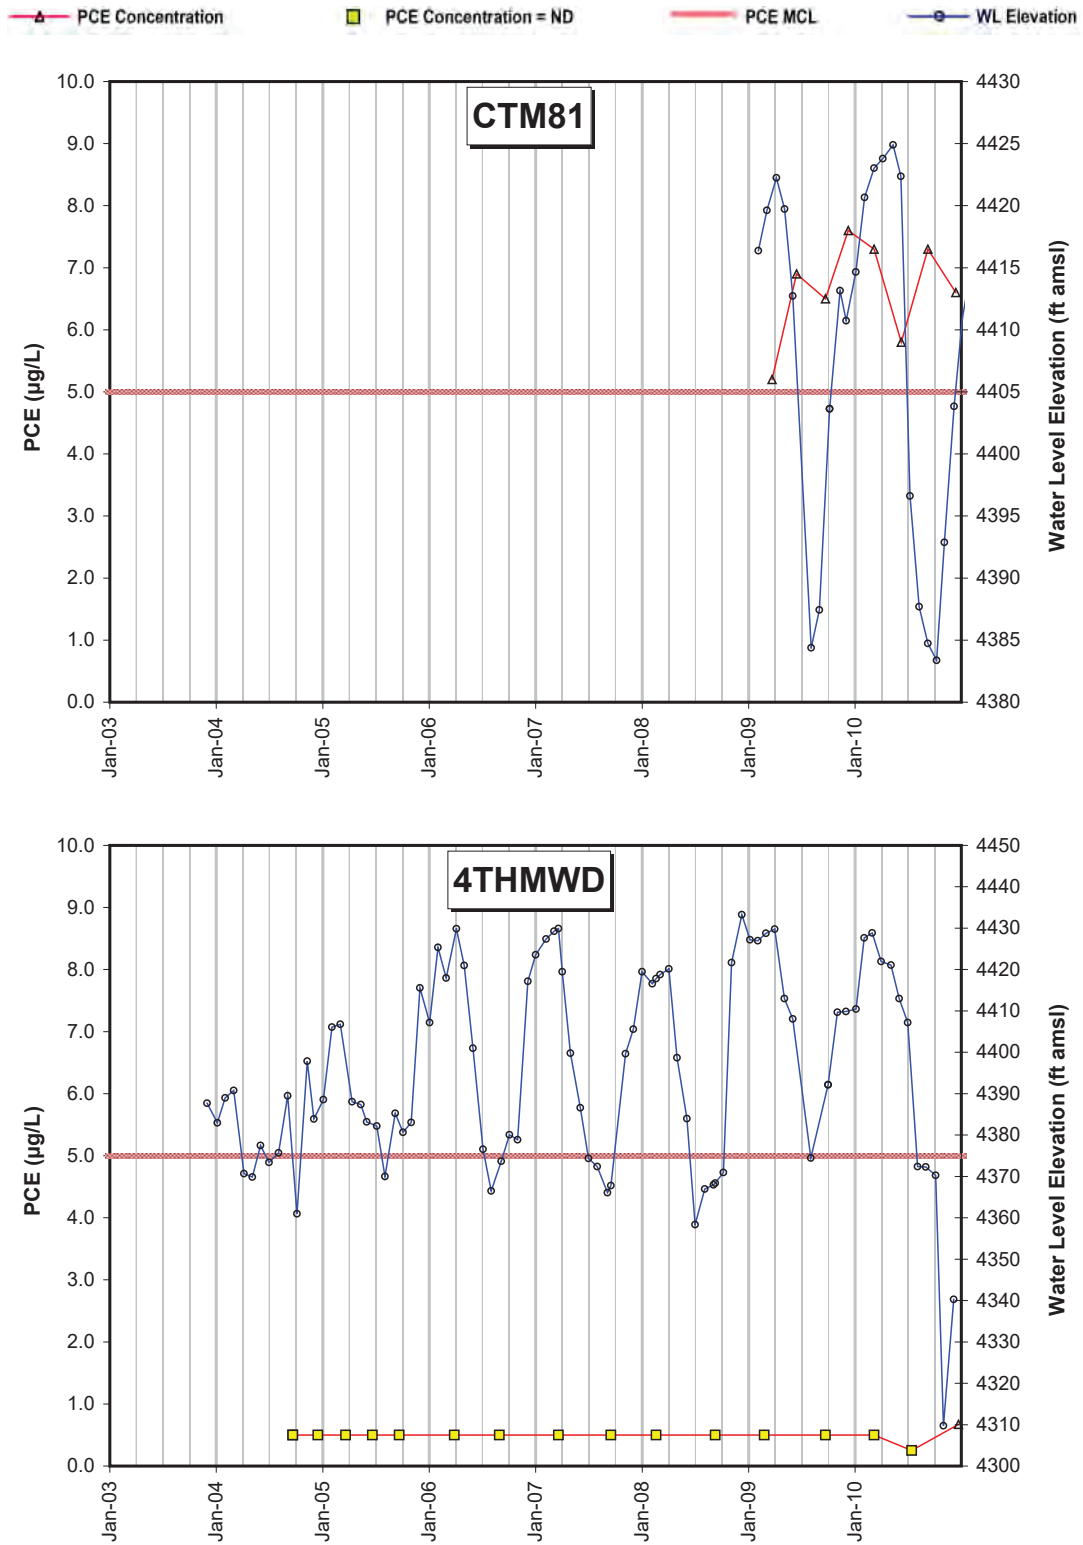 PCE Concentration PCE Concentration = ND PCE MCL WL Elevation
CTM81
PCE (µg/L)
10.0
9.0
8.0
7.0
6.0
5.0
4.0
3.0
2.0
1.0
0.0
4430
4425
4420
4415
4410
4405
4400
4395
4390
4385
4380
Water Level Elevation (ft amsl)
Jan-03
Jan-04
Jan-05
Jan-06
Jan-07
Jan-08
Jan-09
Jan-10
4THMWD
PCE (µg/L)
10.0
9.0
8.0
7.0
6.0
5.0
4.0
3.0
2.0
1.0
0.0
4450
4440
4430
4420
4410
4400
4390
4380
4370
4360
4350
4340
4330
4320
4310
4300
Water Level Elevation (ft amsl)
Jan-03
Jan-04
Jan-05
Jan-06
Jan-07
Jan-08
Jan-09
Jan-10